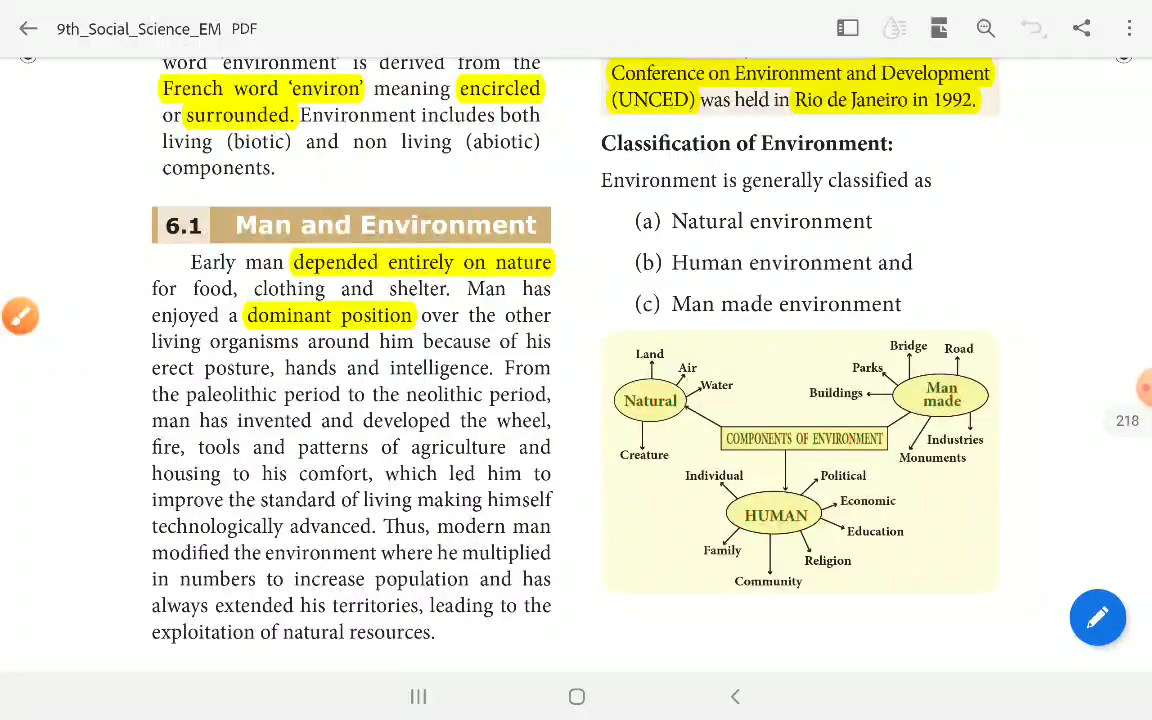 9th_Social_Science_EM PDF
word 'environment' is derived from the
French word 'environ' meaning encircled
or surrounded. Environment includes both
living (biotic) and non living (abiotic)
components.
6.1 Man and Environment
Early man depended entirely on nature
for food, clothing and shelter. Man has
enjoyed a dominant position over the other
living organisms around him because of his
erect posture, hands and intelligence. From
the paleolithic period to the neolithic period,
man has invented and developed the wheel,
fire, tools and patterns of agriculture and
housing to his comfort, which led him to
improve the standard of living making himself
technologically advanced. Thus, modern man
modified the environment where he multiplied
in numbers to increase population and has
always extended his territories, leading to the
exploitation of natural resources.
Conference on Environment and Development
(UNCED) was held in Rio de Janeiro in 1992.
Classification of Environment:
Environment is generally classified as
(a) Natural environment
(b) Human environment and
(c) Man made environment
Land
Air
Water
Natural
Creature
Bridge
Road
Parks
Buildings
Man
made
Industries
Monuments
COMPONENTS OF ENVIRONMENT
Individual
Political
Economic
HUMAN
Education
Family
Religion
Community
218